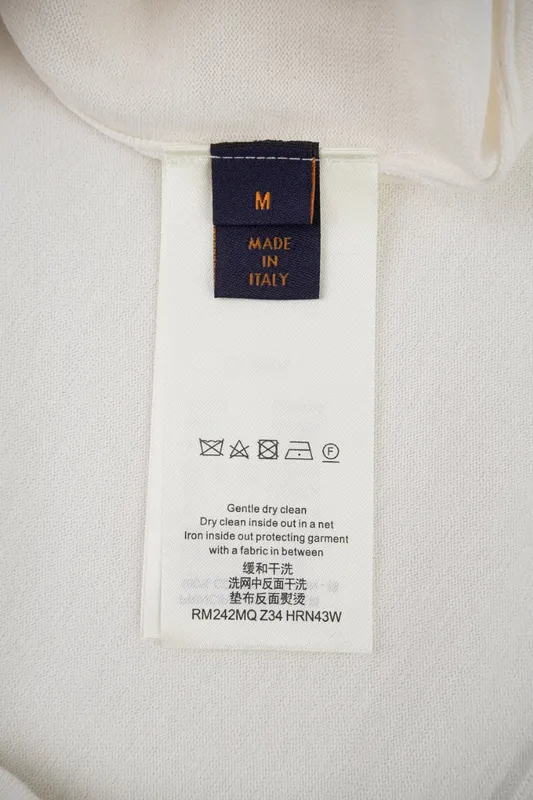 M
MADE
IN
ITALY
F
Gentle dry clean
Dry clean inside out in a net
Iron inside out protecting garment
with a fabric in between
缓和干洗
洗网中反面干洗
垫布反面熨烫
RM242MQ Z34 HRN43W